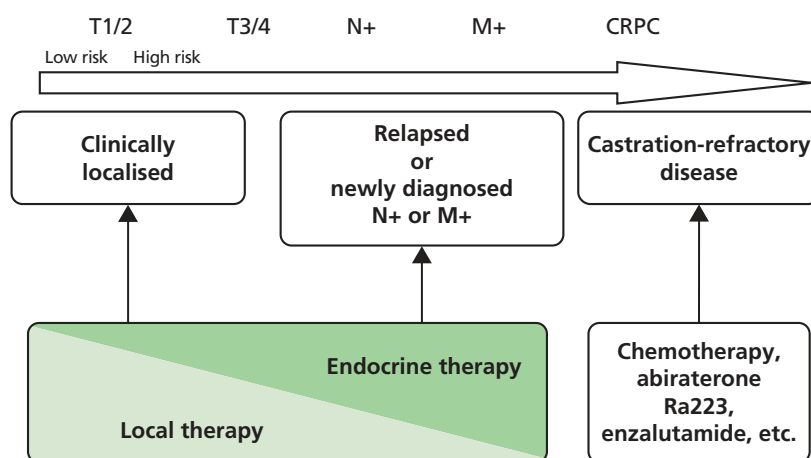 T1/2 T3/4 N+ M+ CRPC
Low risk High risk
Clinically
localised
Relapsed
or
newly diagnosed
N+ or M+
Castration-refractory
disease
Endocrine therapy
Local therapy
Chemotherapy,
abiraterone
Ra223,
enzalutamide, etc.